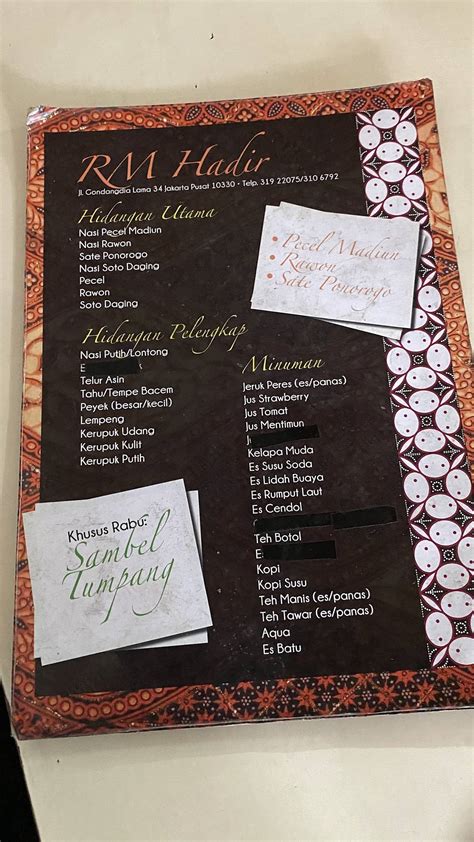 RM Hadir
Jl. Gondangdia Lama 34 Jakarta Pusat 10330 • Telp. 319 22075/310 6792
Hidangan Utama
Nasi Pecel Madiun
Nasi Rawon
Sate Ponorogo
Nasi Soto Daging
Pecel
Rawon
Soto Daging
• Pecel Madiun
• Rawon
• Sate Ponorogo
Hidangan Pelengkap
Nasi Putih/Lontong
Telur Asin
Tahu/Tempe Bacem
Peyek (besar/kecil)
Lempeng
Kerupuk Udang
Kerupuk Kulit
Kerupuk Putih
Minuman
Jeruk Peres (es/panas)
Jus Strawberry
Jus Tomat
Jus Mentimun
Kelapa Muda
Es Susu Soda
Es Lidah Buaya
Es Rumput Laut
Es Cendol
Teh Botol
Kopi
Kopi Susu
Teh Manis (es/panas)
Teh Tawar (es/panas)
Aqua
Es Batu
Khusus Rabu:
Sambel
Tumpang